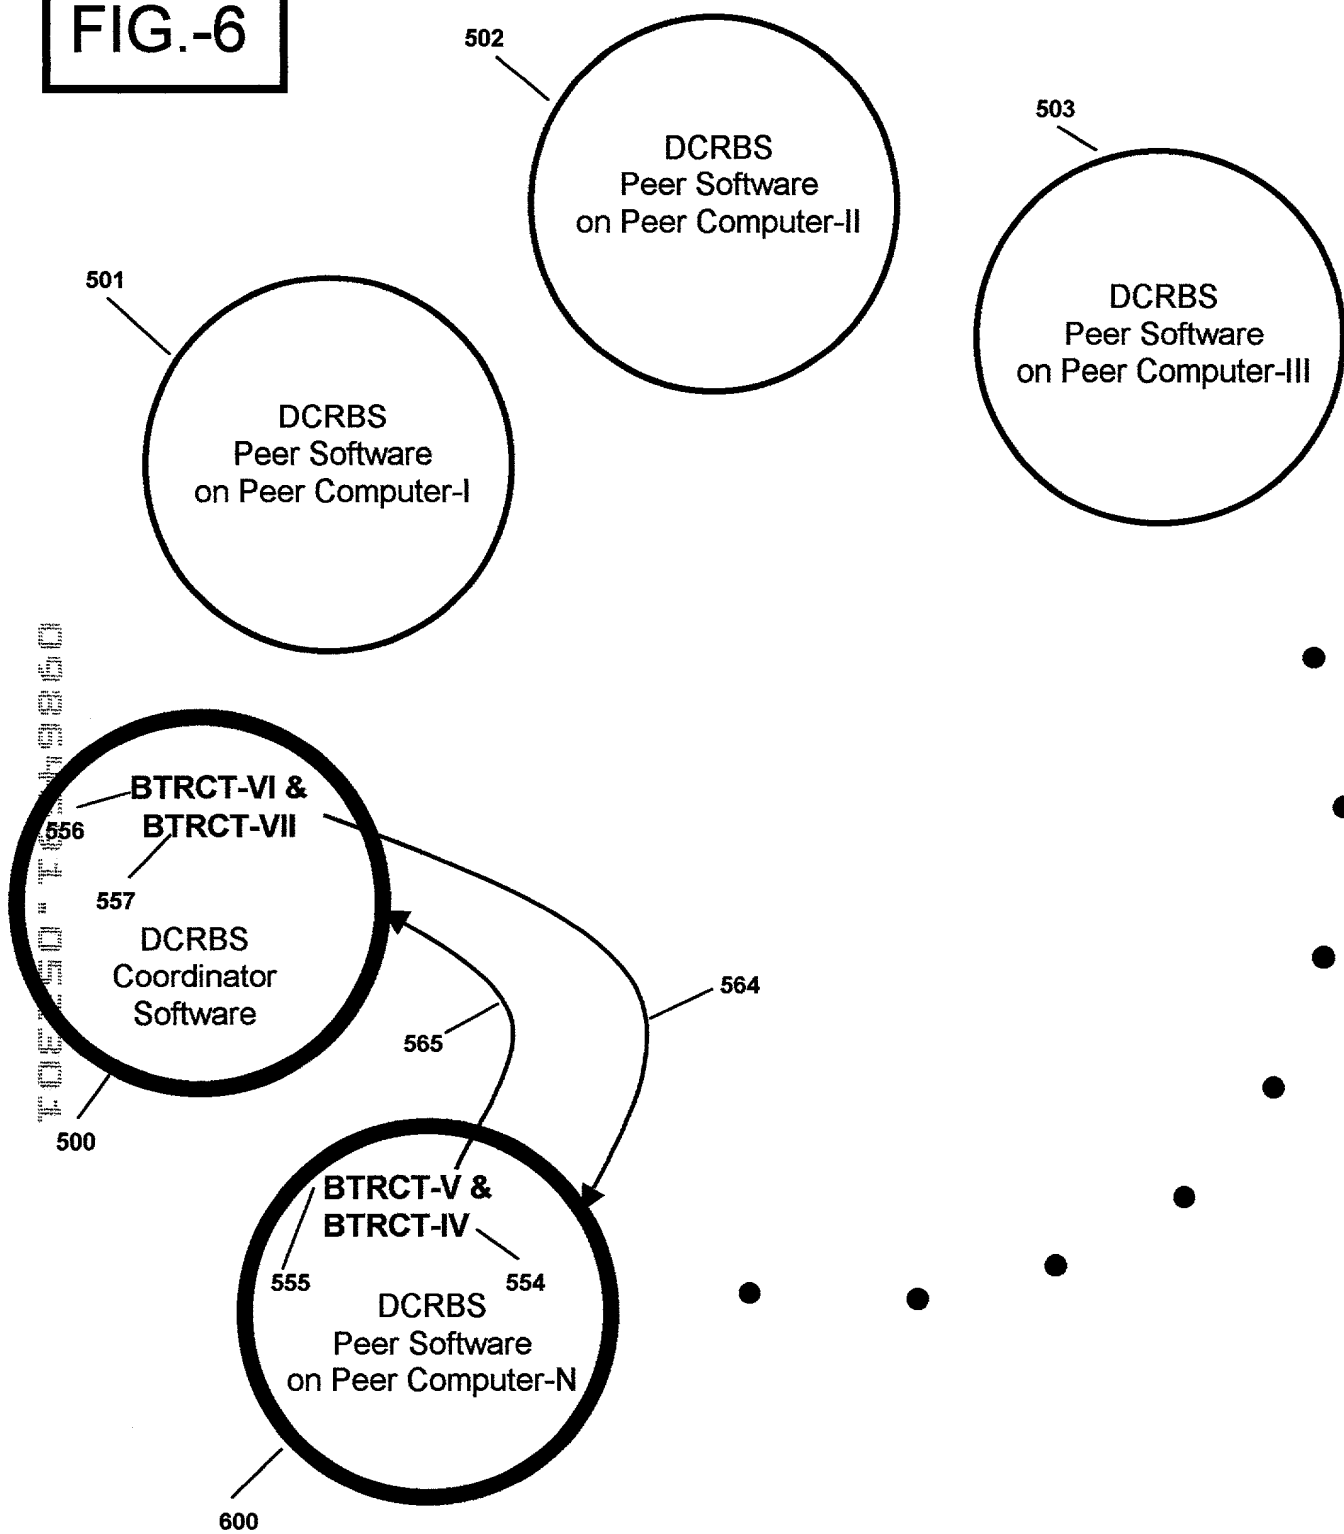 FIG.-6
502
DCRBS
Peer Software
on Peer Computer-II
503
DCRBS
Peer Software
on Peer Computer-III
501
DCRBS
Peer Software
on Peer Computer-I
BTRCT-VI &
556
BTRCT-VII
557
DCRBS
Coordinator
Software
500
565
564
BTRCT-V &
BTRCT-IV
555
554
DCRBS
Peer Software
on Peer Computer-N
600